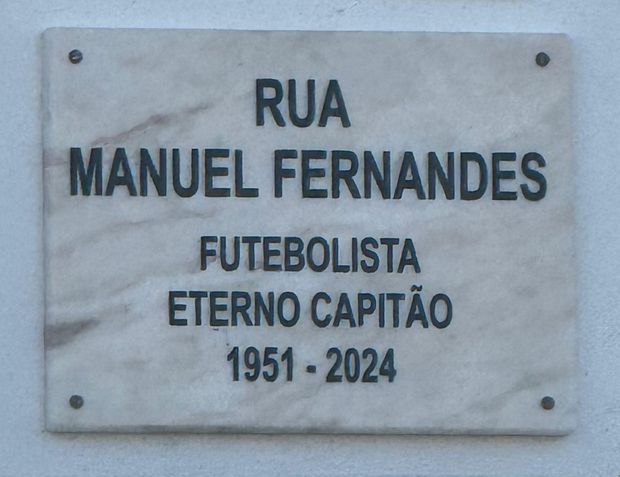 RUA
MANUEL FERNANDES
FUTEBOLISTA
ETERNO CAPITÃO
1951 - 2024